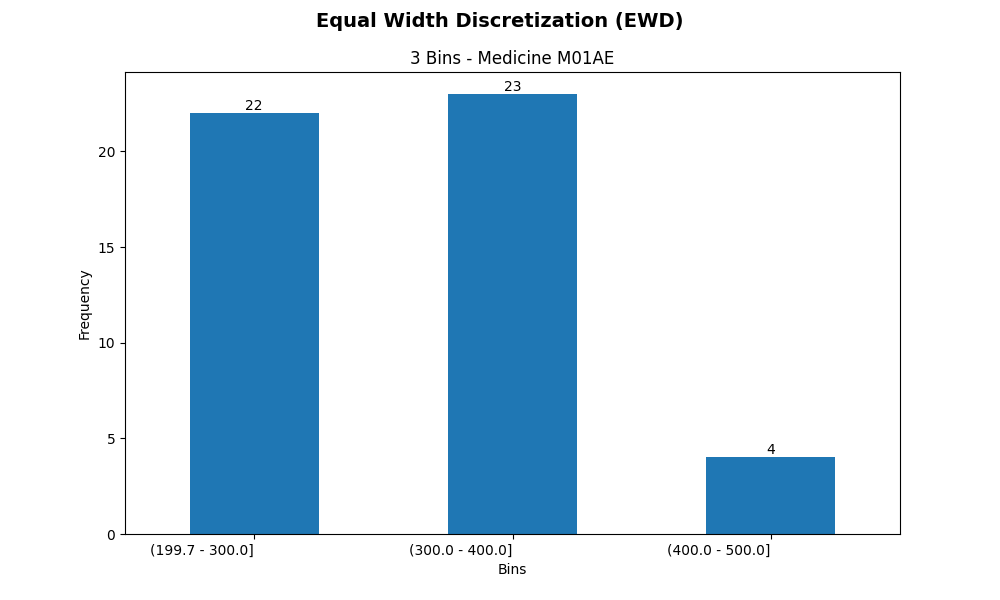 Equal Width Discretization (EWD)
3 Bins - Medicine M01AE
22
23
4
20
15
10
5
0
Frequency
(199.7 - 300.0]
(300.0 - 400.0]
(400.0 - 500.0]
Bins